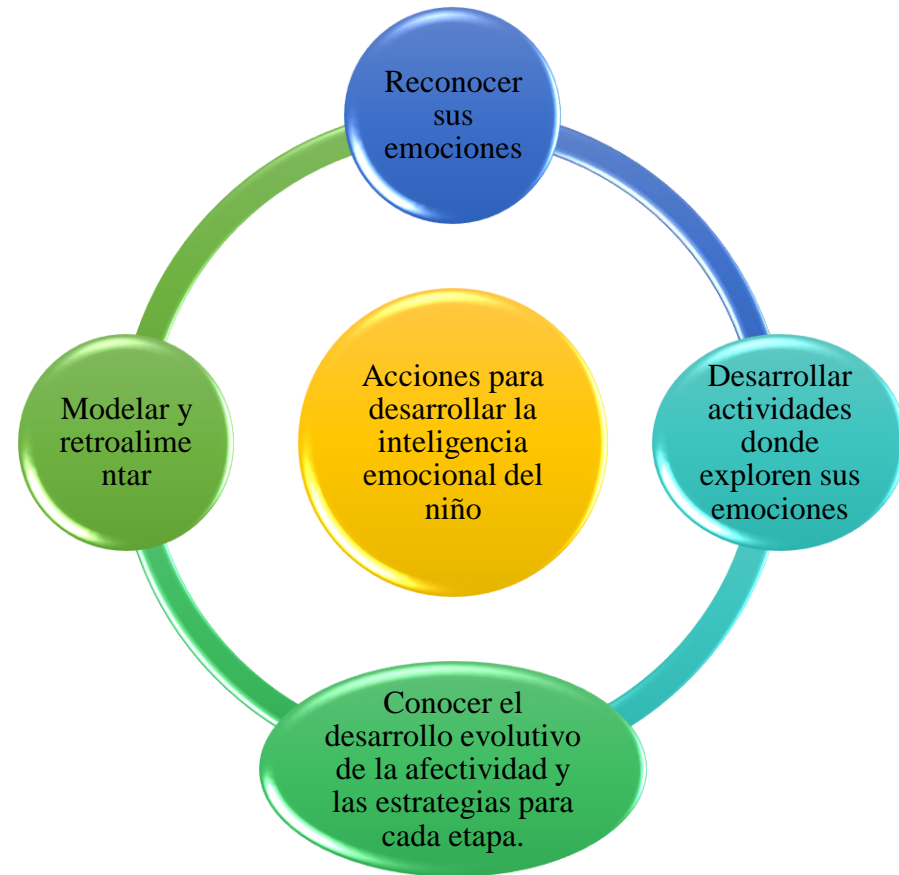 Reconocer
sus
emociones
Acciones para
desarrollar la
inteligencia
emocional del
niño
Desarrollar
actividades
donde
exploren sus
emociones
Conocer el
desarrollo evolutivo
de la afectividad y
las estrategias para
cada etapa.
Modelar y
retroalime
ntar